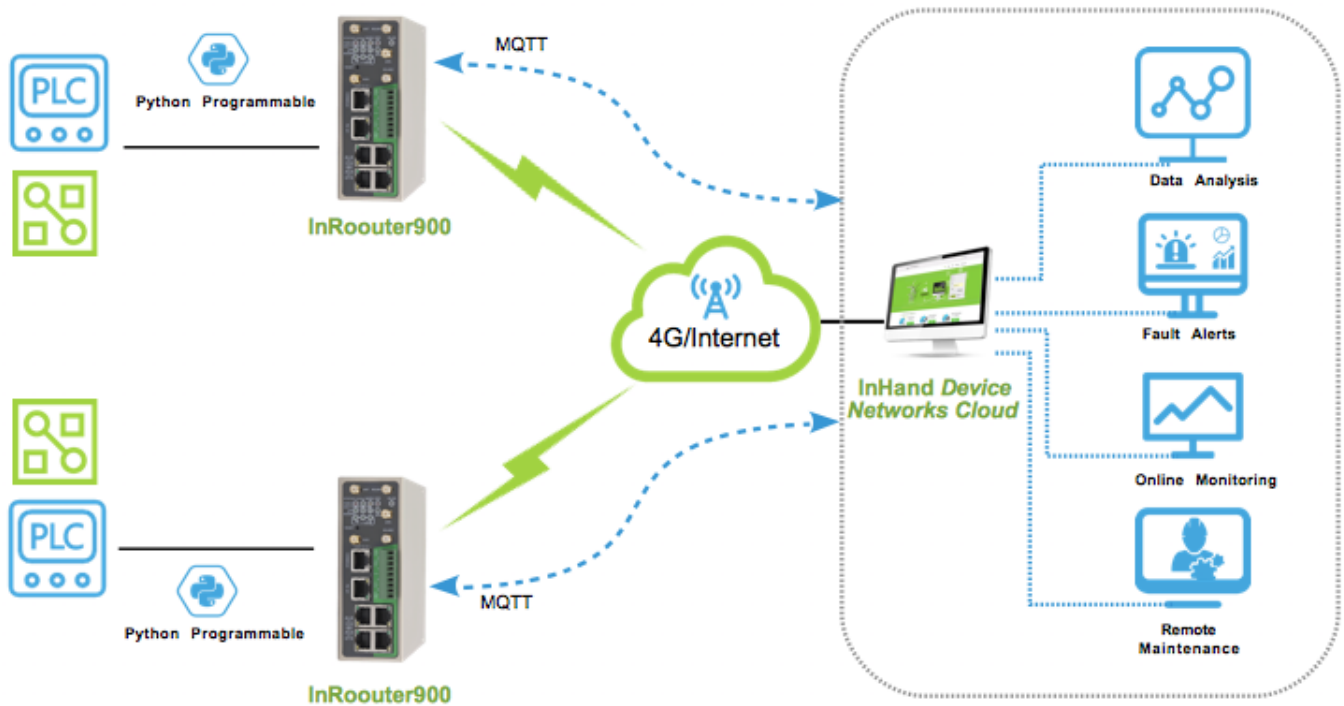 MQTT
PLC
Python Programmable
InRoouter900
Data Analysis
Fault Alerts
4G/Internet
InHand Device
Networks Cloud
Online Monitoring
PLC
MQTT
Python Programmable
Remote
Maintenance
InRoouter900